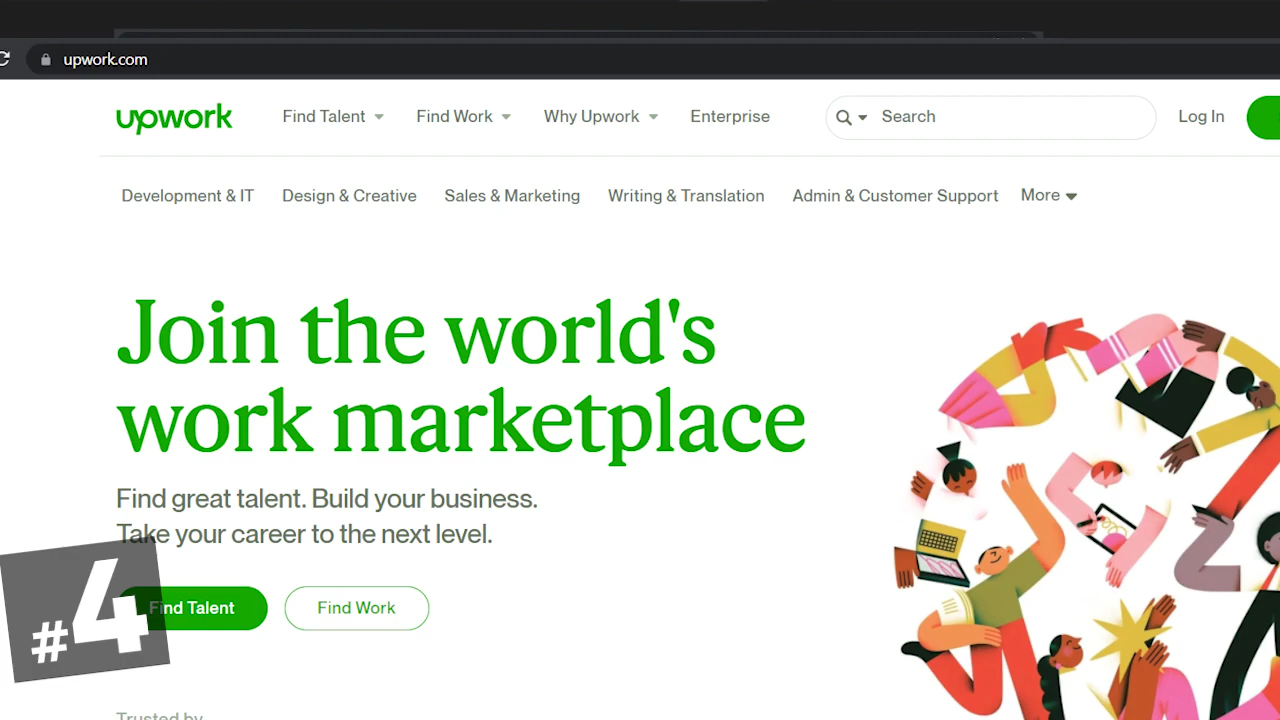 upwork.com
upwork
Find Talent
Find Work
Why Upwork
Enterprise
Search
Log In
Development & IT
Design & Creative
Sales & Marketing
Writing & Translation
Admin & Customer Support
More
Join the world's
work marketplace
Find great talent. Build your business.
Take your career to the next level.
#4
Find Talent
Find Work
Trusted by